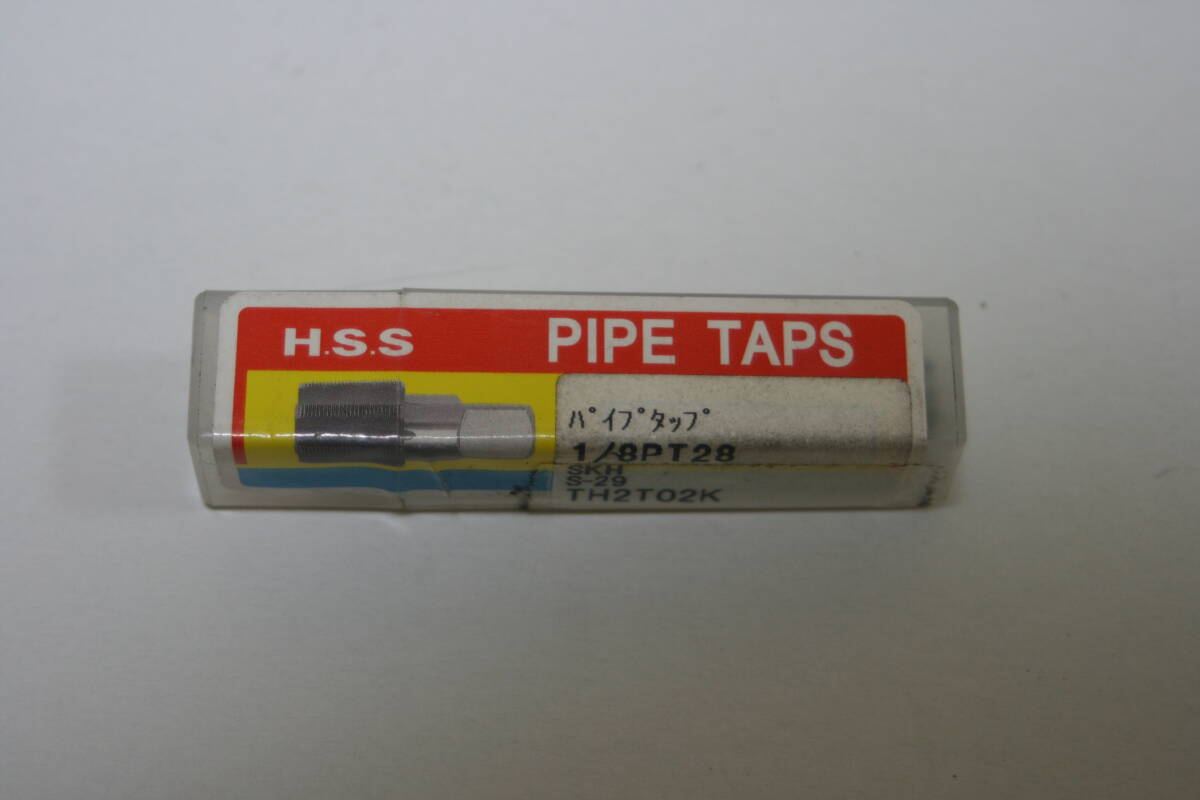 H.S.S PIPE TAPS
ﾊﾟｲﾌﾟﾀｯﾌﾟ
1/8PT28
SKH
S-29
TH2T02K